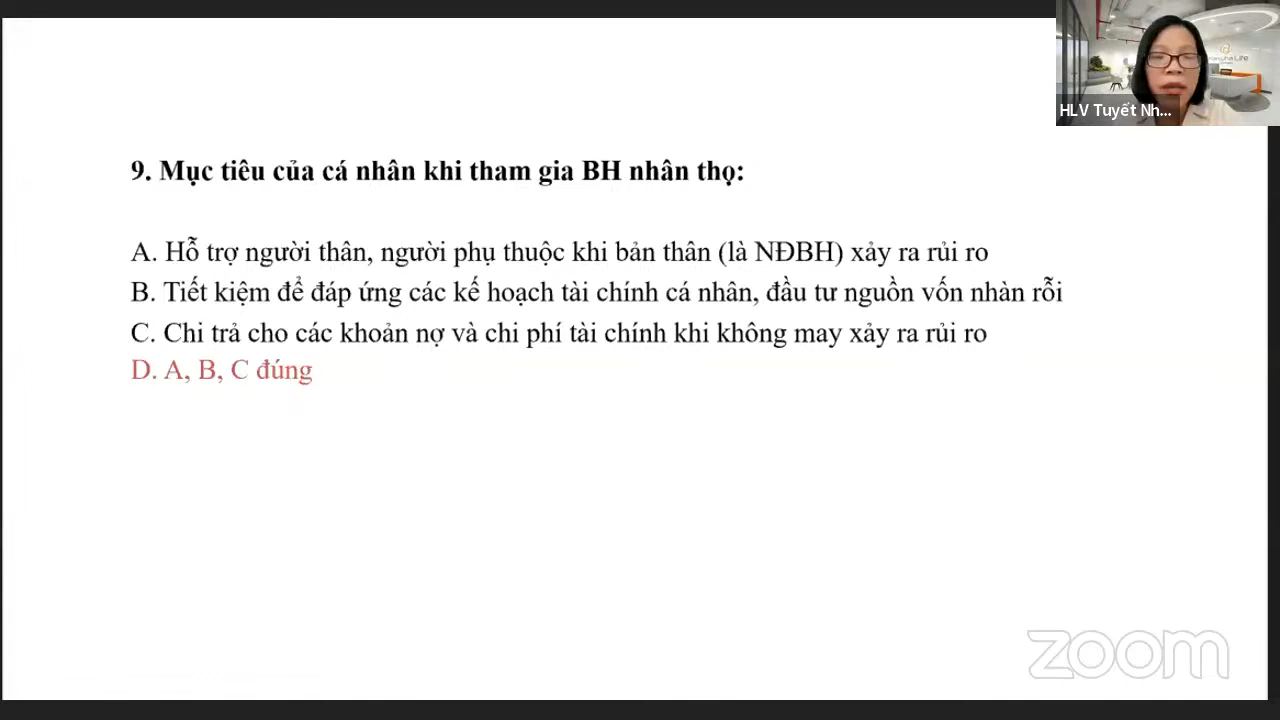 HLV Tuyết Nh...
9. Mục tiêu của cá nhân khi tham gia BH nhân thọ:
A. Hỗ trợ người thân, người phụ thuộc khi bản thân (là NĐBH) xảy ra rủi ro
B. Tiết kiệm để đáp ứng các kế hoạch tài chính cá nhân, đầu tư nguồn vốn nhàn rỗi
C. Chi trả cho các khoản nợ và chi phí tài chính khi không may xảy ra rủi ro
D. A, B, C đúng
zoom